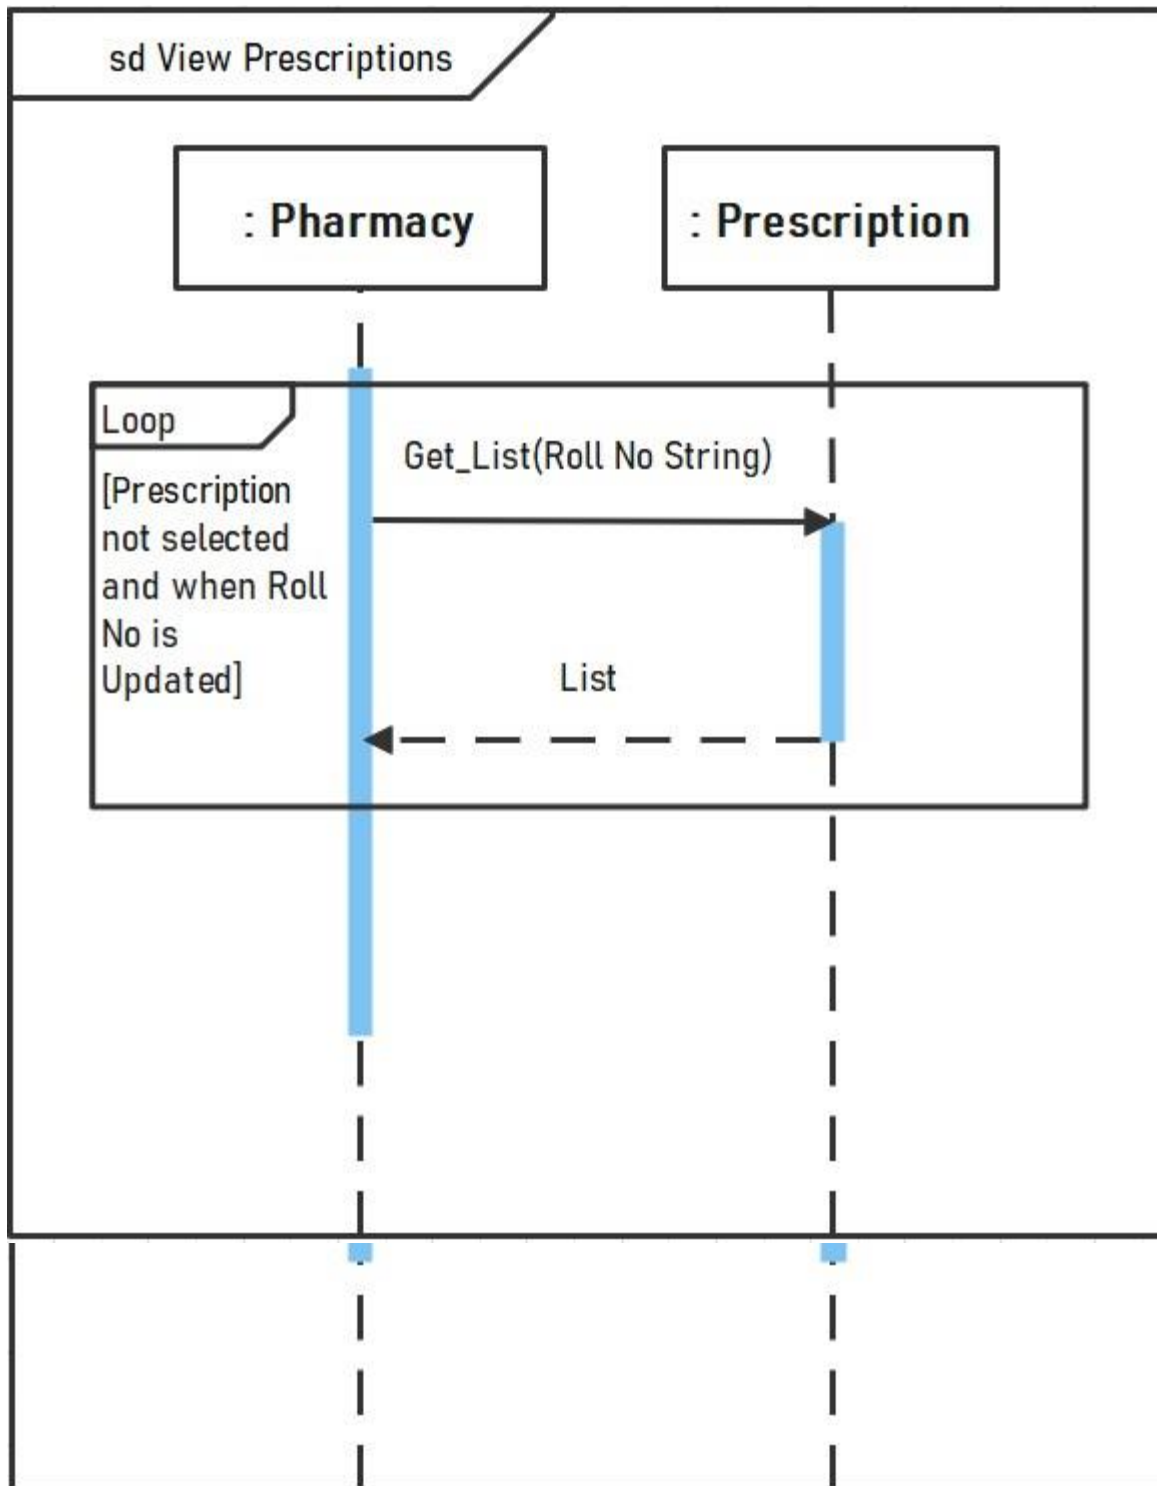 sd View Prescriptions
: Pharmacy
: Prescription
Loop
Get_List(Roll No String)
[Prescription
not selected
and when Roll
No is
Updated]
List